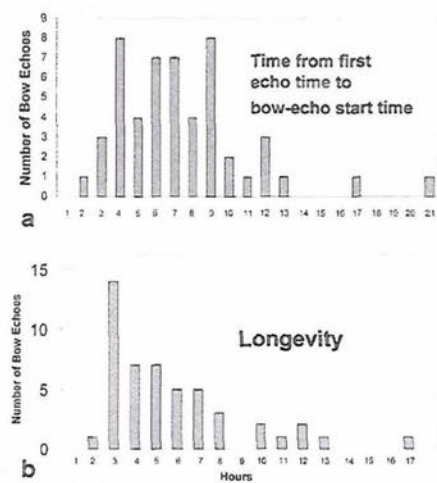 9
8
7
6
5
4
3
2
1
0
Number of Bow Echoes
Time from first
echo time to
bow-echo start time
a
1 2 3 4 5 6 7 8 9 10 11 12 13 14 15 16 17 18 19 20 21
15
10
5
0
Number of Bow Echoes
Longevity
b
1 2 3 4 5 6 7 8 9 10 11 12 13 14 15 16 17
Hours